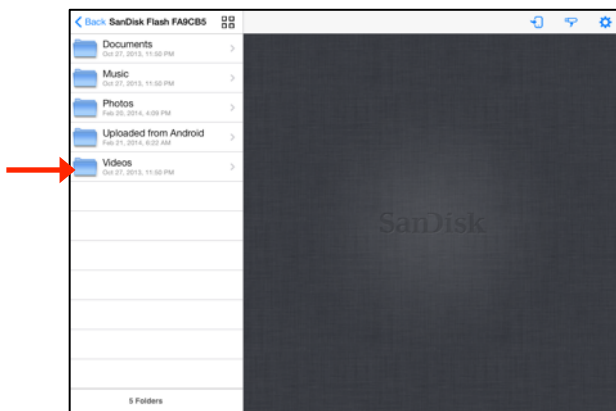 Back SanDisk Flash FA9CB5
Documents
Oct 27, 2013, 11:50 PM
Music
Oct 27, 2013, 11:50 PM
Photos
Feb 20, 2014, 4:09 PM
Uploaded from Android
Feb 21, 2014, 6:22 AM
Videos
Oct 27, 2013, 11:50 PM
SanDisk
5 Folders